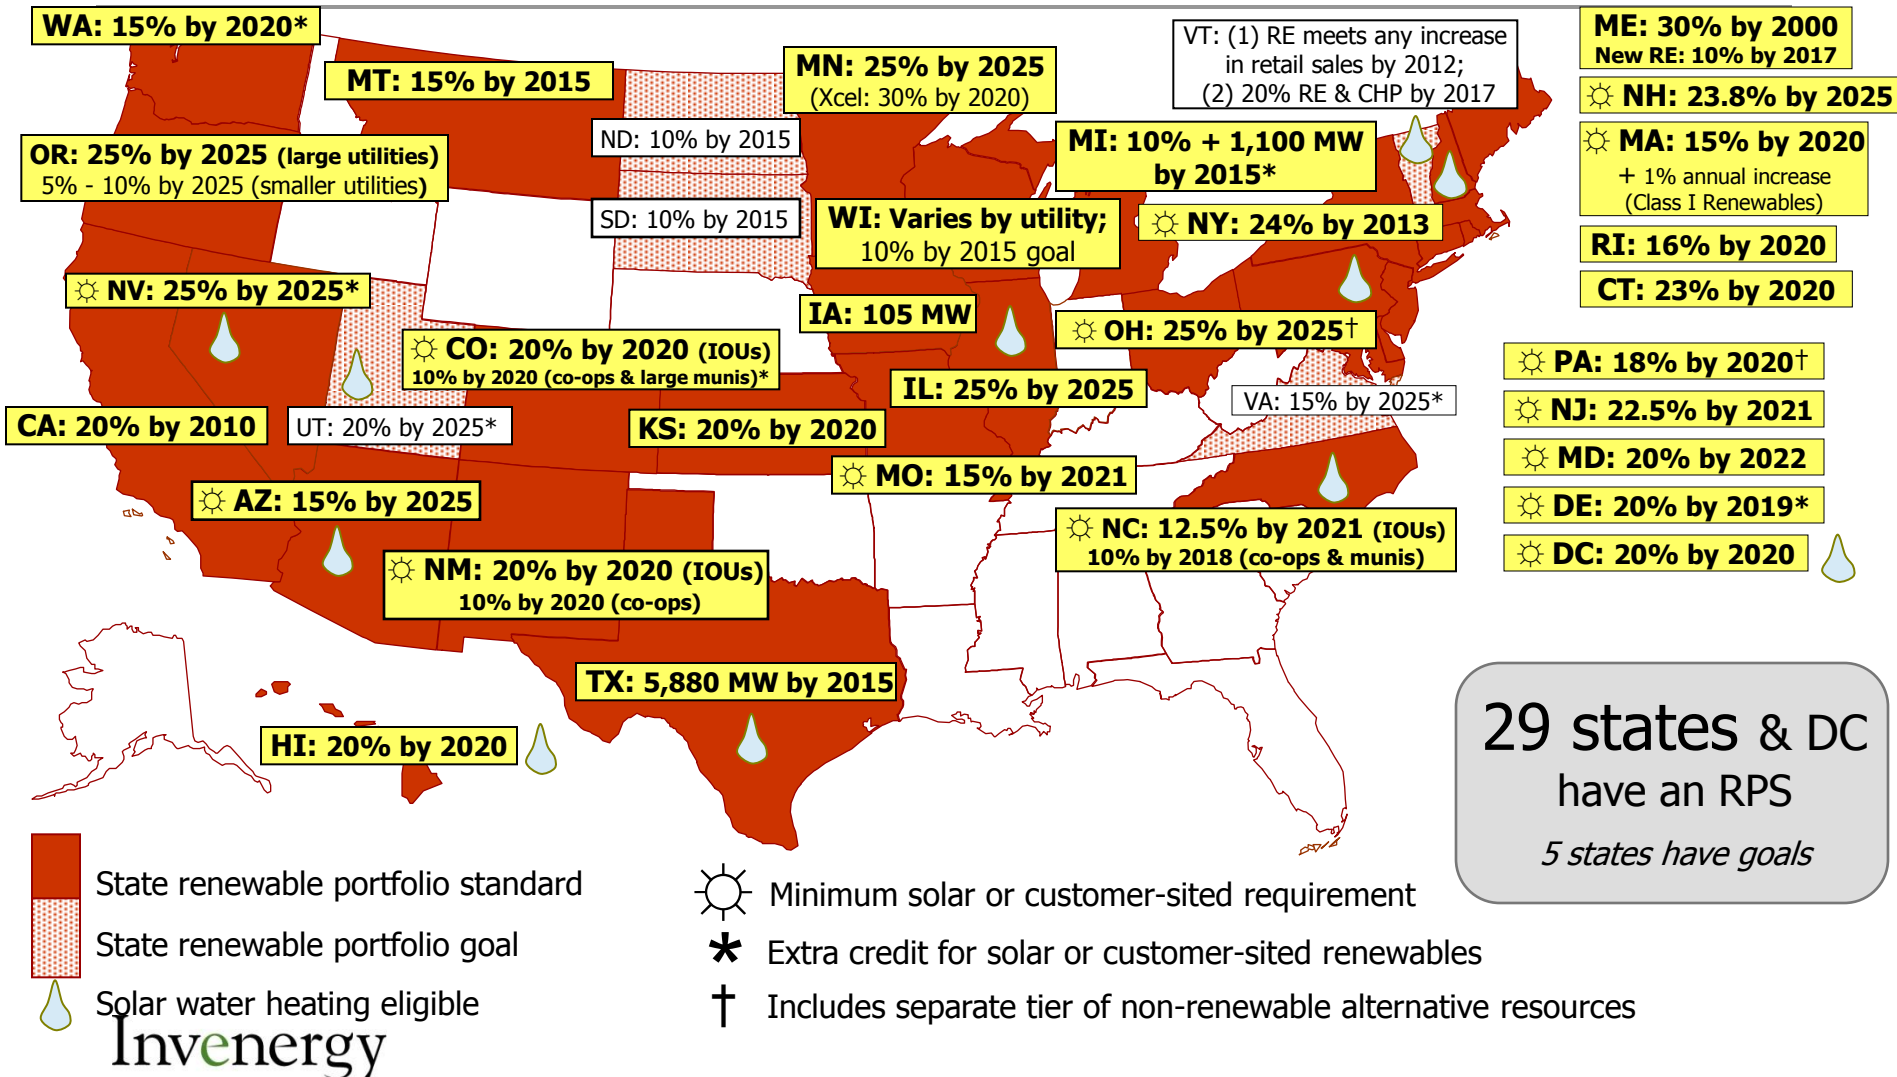 WA: 15% by 2020*
MT: 15% by 2015
MN: 25% by 2025
(Xcel: 30% by 2020)
VT: (1) RE meets any increase
in retail sales by 2012;
(2) 20% RE & CHP by 2017
ME: 30% by 2000
New RE: 10% by 2017
☼ NH: 23.8% by 2025
ND: 10% by 2015
OR: 25% by 2025 (large utilities)
5% - 10% by 2025 (smaller utilities)
MI: 10% + 1,100 MW
by 2015*
☼ MA: 15% by 2020
+ 1% annual increase
(Class I Renewables)
SD: 10% by 2015
WI: Varies by utility;
10% by 2015 goal
☼ NY: 24% by 2013
RI: 16% by 2020
CT: 23% by 2020
☼ NV: 25% by 2025*
IA: 105 MW
☼ OH: 25% by 2025†
☼ CO: 20% by 2020 (IOUs)
10% by 2020 (co-ops & large munis)*
☼ PA: 18% by 2020†
IL: 25% by 2025
VA: 15% by 2025*
☼ NJ: 22.5% by 2021
CA: 20% by 2010
UT: 20% by 2025*
KS: 20% by 2020
☼ MD: 20% by 2022
☼ MO: 15% by 2021
☼ AZ: 15% by 2025
☼ DE: 20% by 2019*
☼ NC: 12.5% by 2021 (IOUs)
10% by 2018 (co-ops & munis)
☼ DC: 20% by 2020
☼ NM: 20% by 2020 (IOUs)
10% by 2020 (co-ops)
TX: 5,880 MW by 2015
HI: 20% by 2020
29 states & DC
have an RPS
5 states have goals
State renewable portfolio standard
State renewable portfolio goal
Solar water heating eligible
☼ Minimum solar or customer-sited requirement
* Extra credit for solar or customer-sited renewables
† Includes separate tier of non-renewable alternative resources
Invenergy